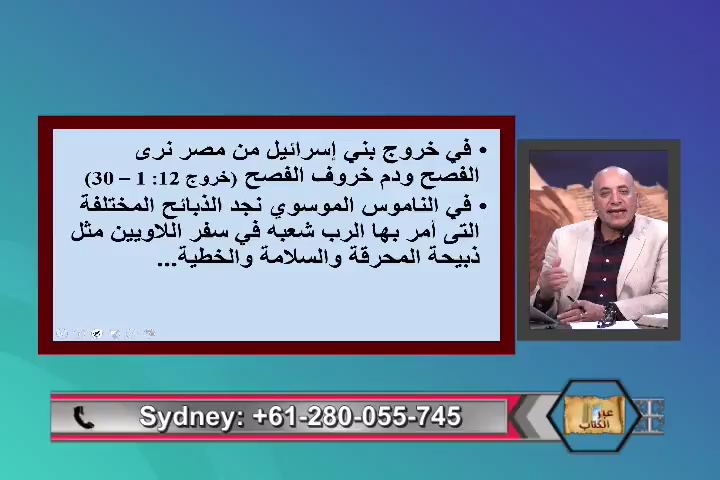 • في خروج بني إسرائيل من مصر نرى
الفصح ودم خروف الفصح (خروج 12: 1 – 30)
• في الناموس الموسوي نجد الذبائح المختلفة
التى أمر بها الرب شعبه في سفر اللاويين مثل
ذبيحة المحرقة والسلامة والخطية...
Sydney: +61-280-055-745
عبر
الكتاب